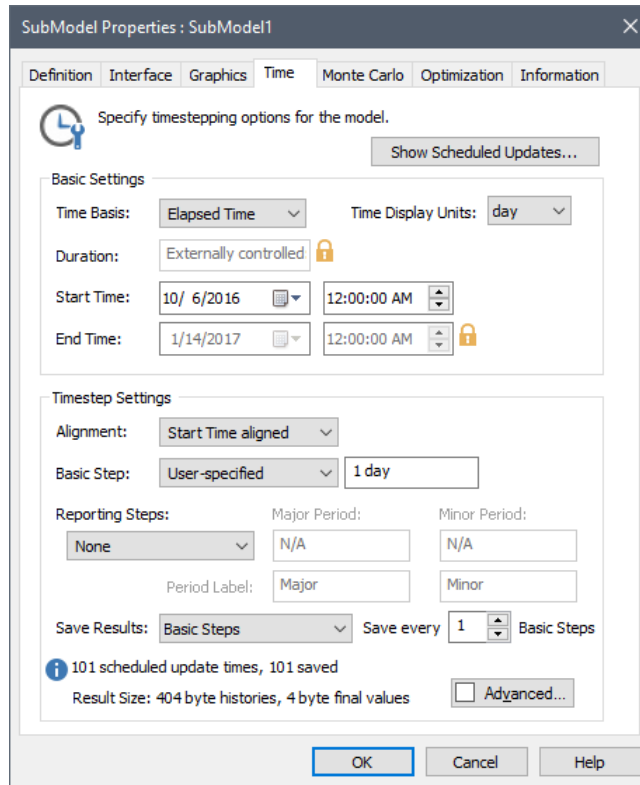 SubModel Properties : SubModel1
Definition Interface Graphics Time Monte Carlo Optimization Information
Specify timestepping options for the model.
Show Scheduled Updates...
Basic Settings
Time Basis: Elapsed Time Time Display Units: day
Duration: Externally controlled
Start Time: 10/ 6/2016 12:00:00 AM
End Time: 1/14/2017 12:00:00 AM
Timestep Settings
Alignment: Start Time aligned
Basic Step: User-specified 1 day
Reporting Steps: Major Period: Minor Period:
None N/A N/A
Period Label: Major Minor
Save Results: Basic Steps Save every 1 Basic Steps
101 scheduled update times, 101 saved
Result Size: 404 byte histories, 4 byte final values Advanced...
OK Cancel Help